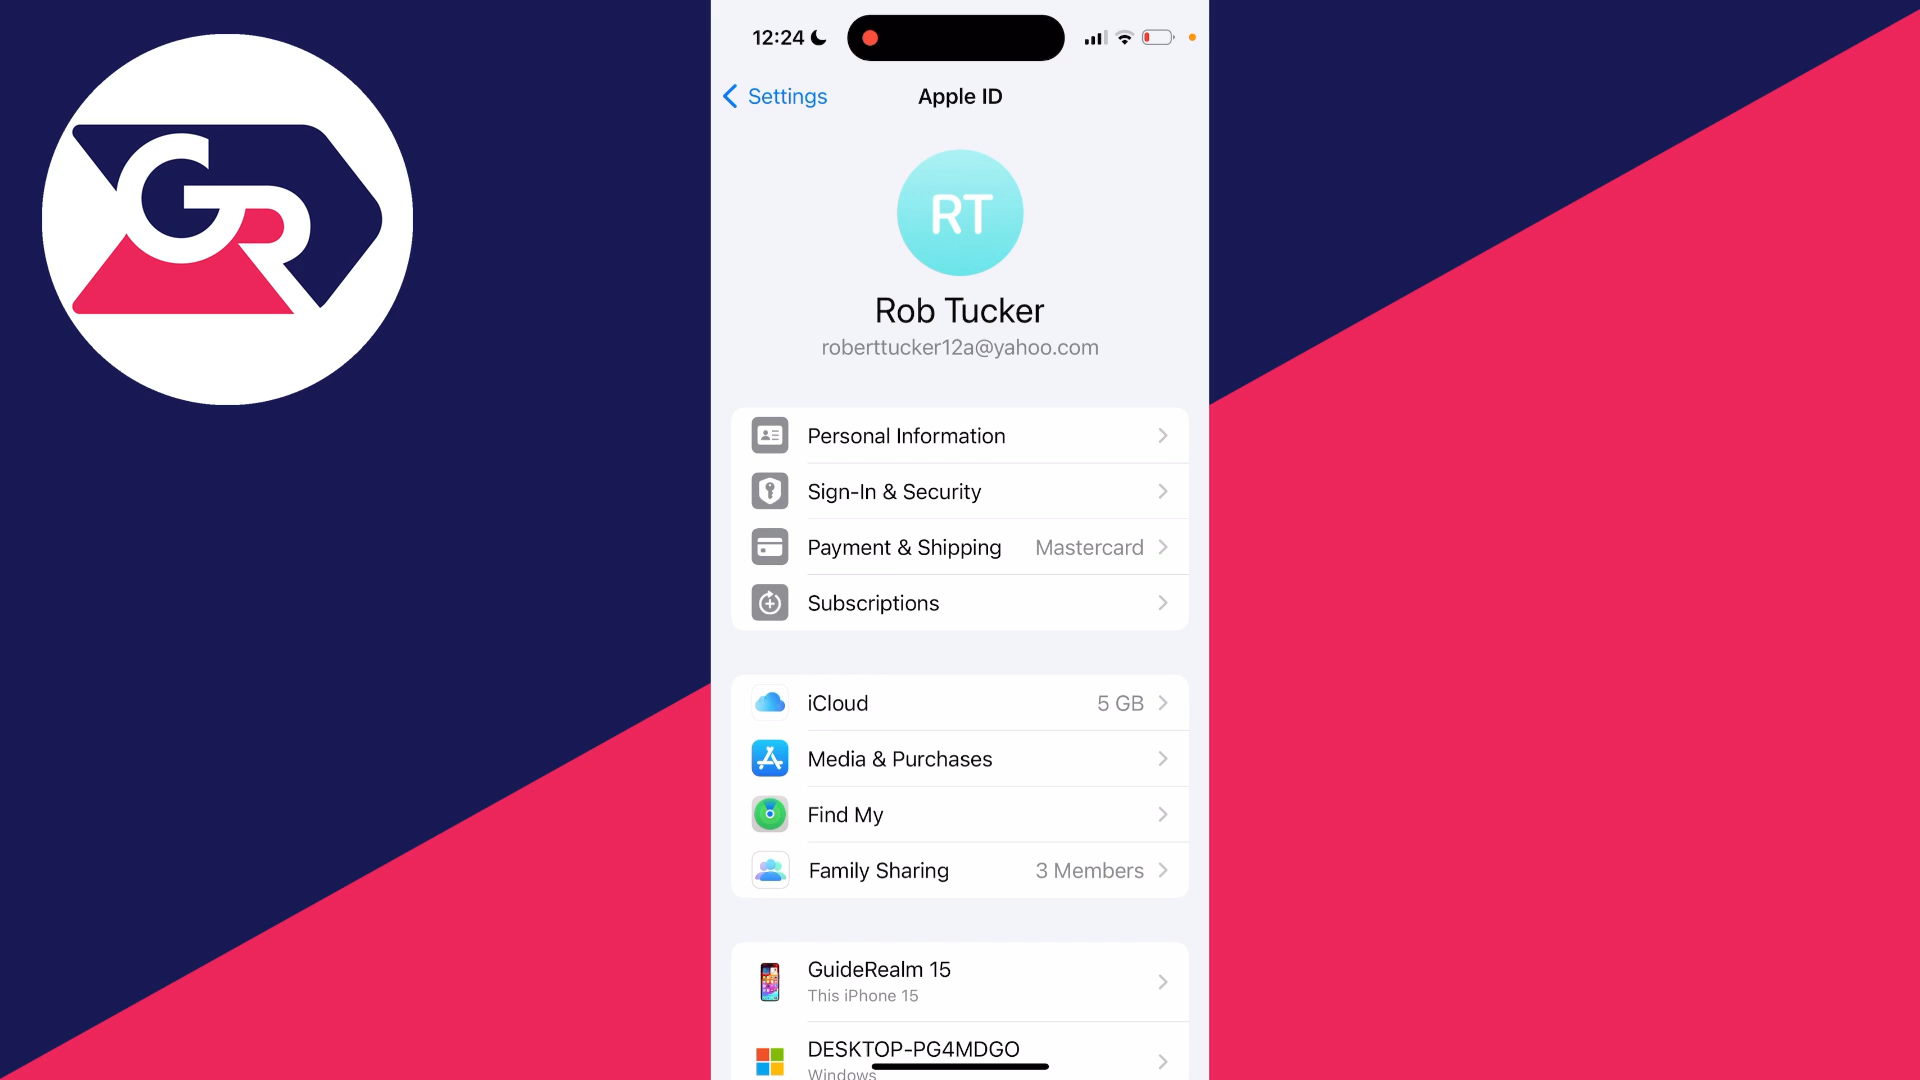 GR
12:24
Settings
Apple ID
RT
Rob Tucker
roberttucker12a@yahoo.com
Personal Information
Sign-In & Security
Payment & Shipping Mastercard
Subscriptions
iCloud 5 GB
Media & Purchases
Find My
Family Sharing 3 Members
GuideRealm 15
This iPhone 15
DESKTOP-PG4MDGO
Windows